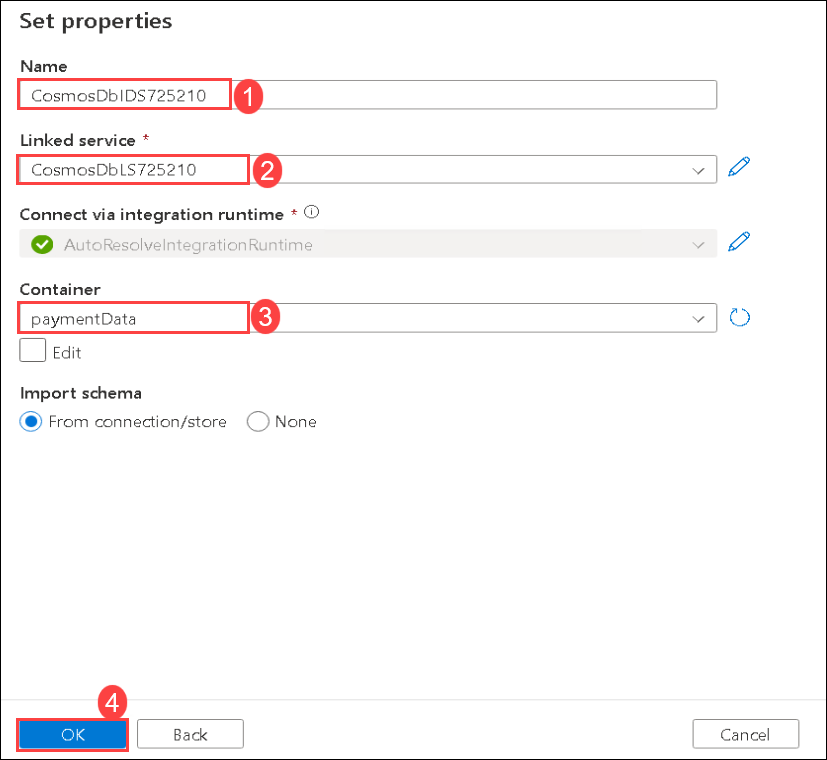 Set properties
Name
CosmosDbIDS725210 1
Linked service *
CosmosDbLS725210 2
Connect via integration runtime *
AutoResolveIntegrationRuntime
Container
paymentData 3
Edit
Import schema
From connection/store None
4
OK Back Cancel